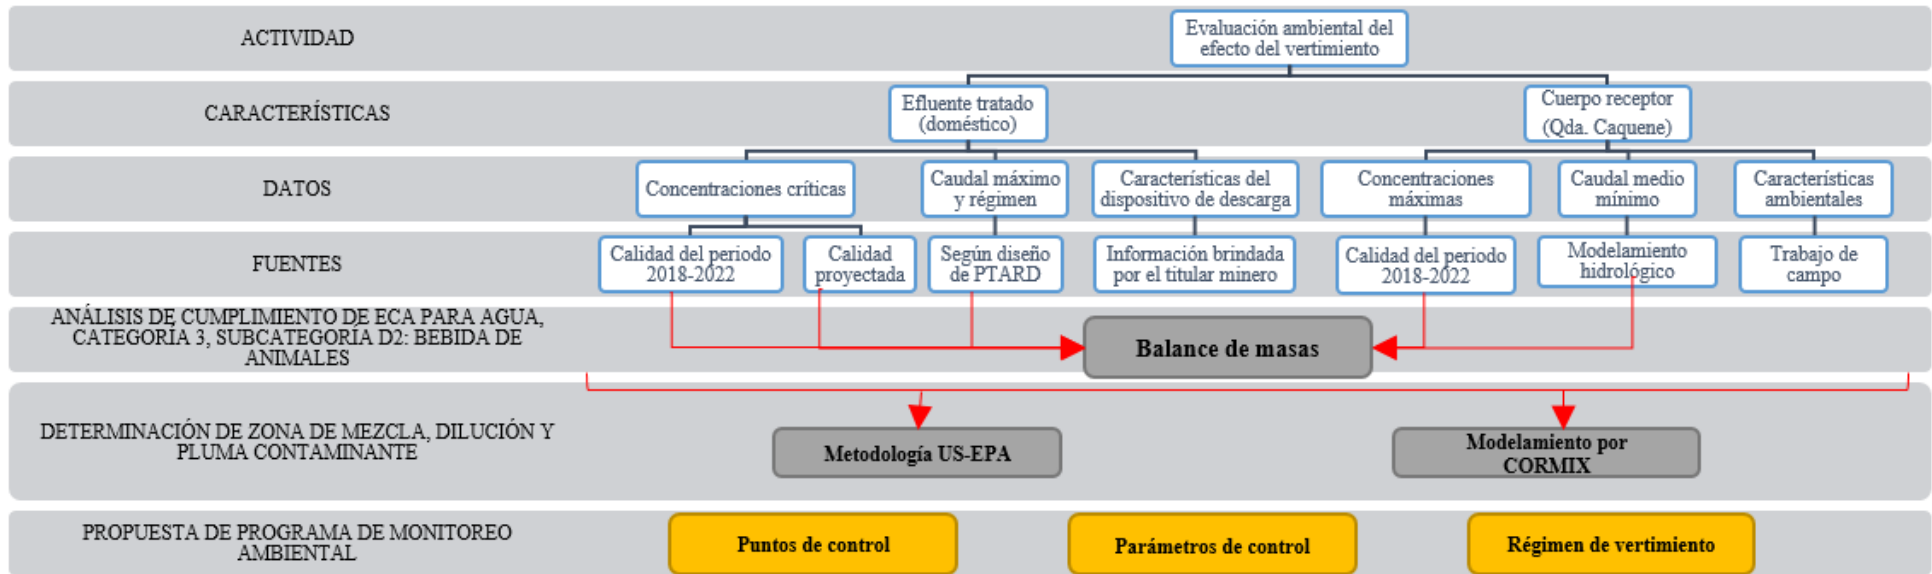 ACTIVIDAD
Evaluación ambiental del
efecto del vertimiento
CARACTERÍSTICAS
Efluente tratado
(doméstico)
Cuerpo receptor
(Qda. Caquene)
DATOS
Concentraciones críticas
Caudal máximo
y régimen
Características del
dispositivo de descarga
Concentraciones
máximas
Caudal medio
mínimo
Características
ambientales
FUENTES
Calidad del periodo
2018-2022
Calidad
proyectada
Según diseño
de PTARD
Información brindada
por el titular minero
Calidad del periodo
2018-2022
Modelamiento
hidrológico
Trabajo de
campo
ANÁLISIS DE CUMPLIMIENTO DE ECA PARA AGUA,
CATEGORÍA 3, SUBCATEGORÍA D2: BEBIDA DE
ANIMALES
Balance de masas
DETERMINACIÓN DE ZONA DE MEZCLA, DILUCIÓN Y
PLUMA CONTAMINANTE
Metodología US-EPA
Modelamiento por
CORMIX
PROPUESTA DE PROGRAMA DE MONITOREO
AMBIENTAL
Puntos de control
Parámetros de control
Régimen de vertimiento